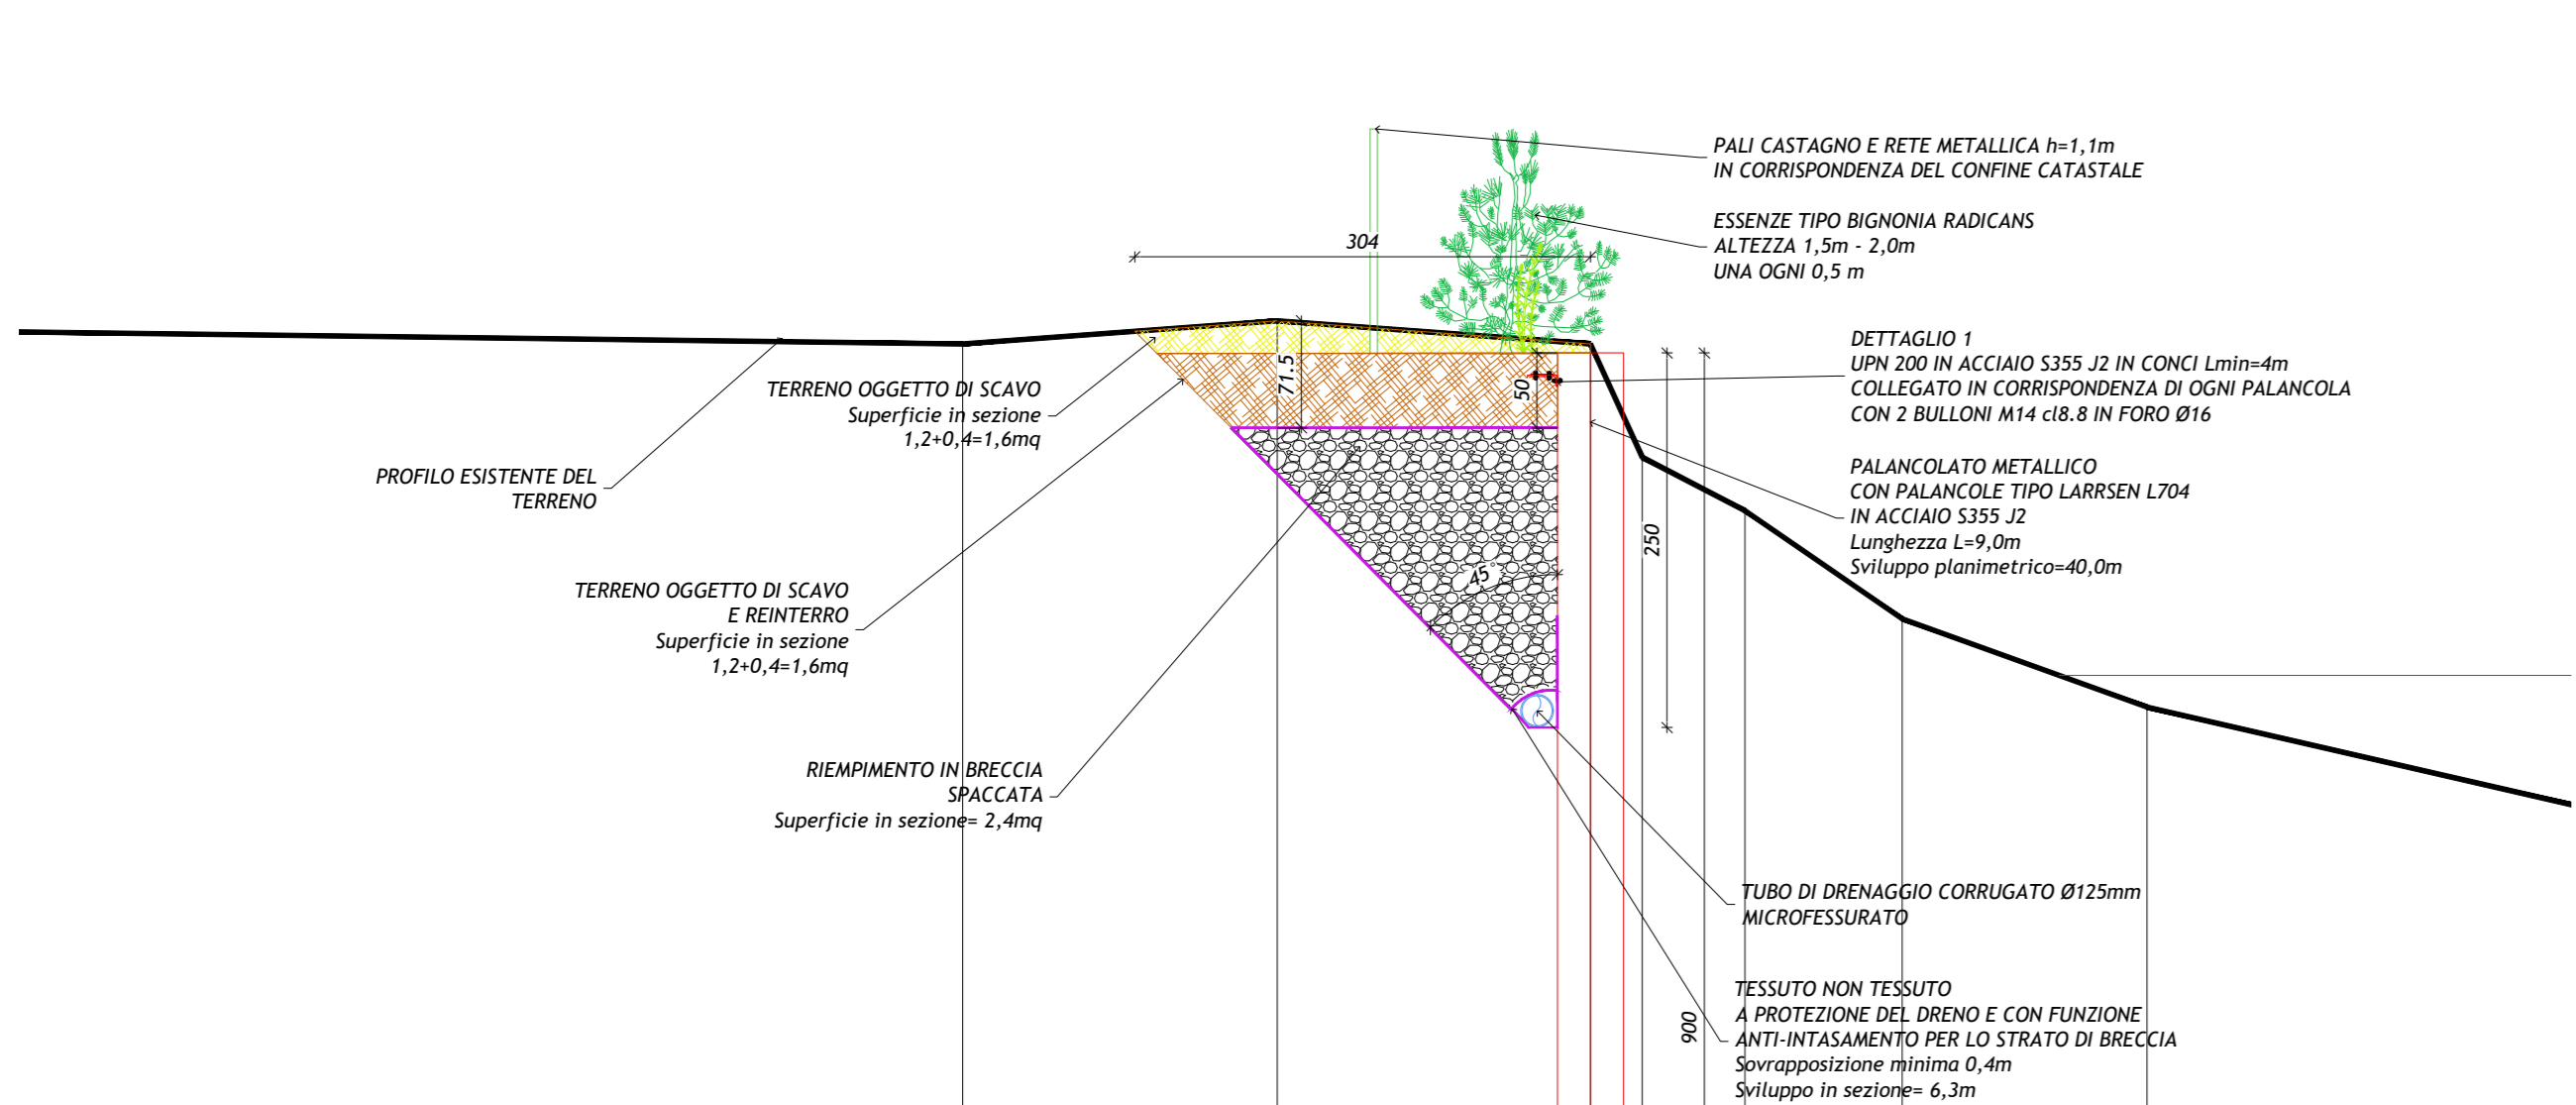 PALI CASTAGNO E RETE METALLICA h=1,1m
IN CORRISPONDENZA DEL CONFINE CATASTALE
ESSENZE TIPO BIGNONIA RADICANS
ALTEZZA 1,5m - 2,0m
UNA OGNI 0,5 m
304
DETTAGLIO 1
UPN 200 IN ACCIAIO S355 J2 IN CONCI Lmin=4m
COLLEGATO IN CORRISPONDENZA DI OGNI PALANCOLA
CON 2 BULLONI M14 cl8.8 IN FORO Ø16
TERRENO OGGETTO DI SCAVO
Superficie in sezione
1,2+0,4=1,6mq
71.5
50
PROFILO ESISTENTE DEL
TERRENO
PALANCOLATO METALLICO
CON PALANCOLE TIPO LARRSEN L704
IN ACCIAIO S355 J2
Lunghezza L=9,0m
Sviluppo planimetrico=40,0m
250
45°
TERRENO OGGETTO DI SCAVO
E REINTERRO
Superficie in sezione
1,2+0,4=1,6mq
RIEMPIMENTO IN BRECCIA
SPACCATA
Superficie in sezione= 2,4mq
TUBO DI DRENAGGIO CORRUGATO Ø125mm
MICROFESSURATO
900
TESSUTO NON TESSUTO
A PROTEZIONE DEL DRENO E CON FUNZIONE
ANTI-INTASAMENTO PER LO STRATO DI BRECCIA
Sovrapposizione minima 0,4m
Sviluppo in sezione= 6,3m